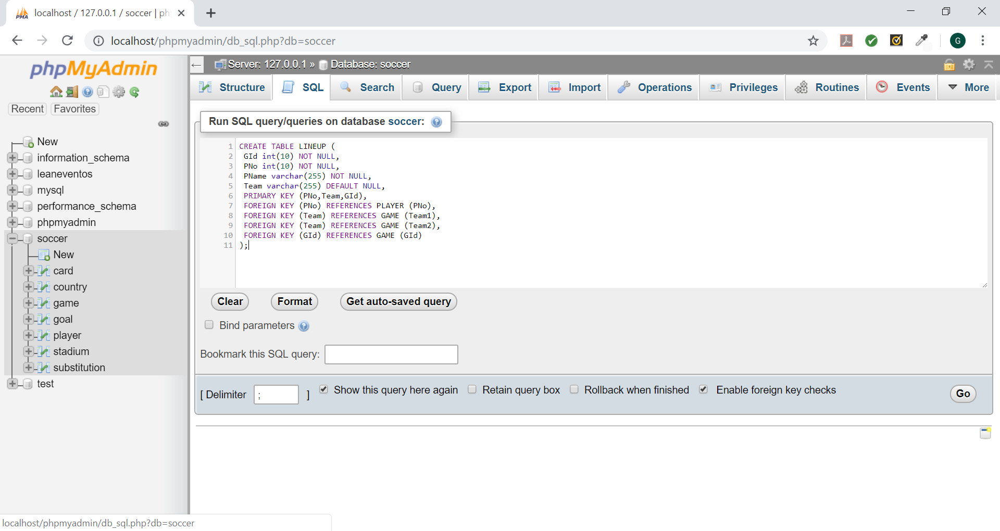 localhost / 127.0.0.1 / soccer | ph
localhost/phpmyadmin/db_sql.php?db=soccer
G
phpMyAdmin
Recent
Favorites
New
information_schema
leaneventos
mysql
performance_schema
phpmyadmin
soccer
New
card
country
game
goal
player
stadium
substitution
test
Server: 127.0.0.1 » Database: soccer
Structure
SQL
Search
Query
Export
Import
Operations
Privileges
Routines
Events
More
Run SQL query/queries on database soccer:
1 CREATE TABLE LINEUP (
2 GId int(10) NOT NULL,
3 PNo int(10) NOT NULL,
4 PName varchar(255) NOT NULL,
5 Team varchar(255) DEFAULT NULL,
6 PRIMARY KEY (PNo,Team,GId),
7 FOREIGN KEY (PNo) REFERENCES PLAYER (PNo),
8 FOREIGN KEY (Team) REFERENCES GAME (Team1),
9 FOREIGN KEY (Team) REFERENCES GAME (Team2),
10 FOREIGN KEY (GId) REFERENCES GAME (GId)
11 );
Clear
Format
Get auto-saved query
Bind parameters
Bookmark this SQL query:
[ Delimiter ; ]
Show this query here again
Retain query box
Rollback when finished
Enable foreign key checks
Go
localhost/phpmyadmin/db_sql.php?db=soccer